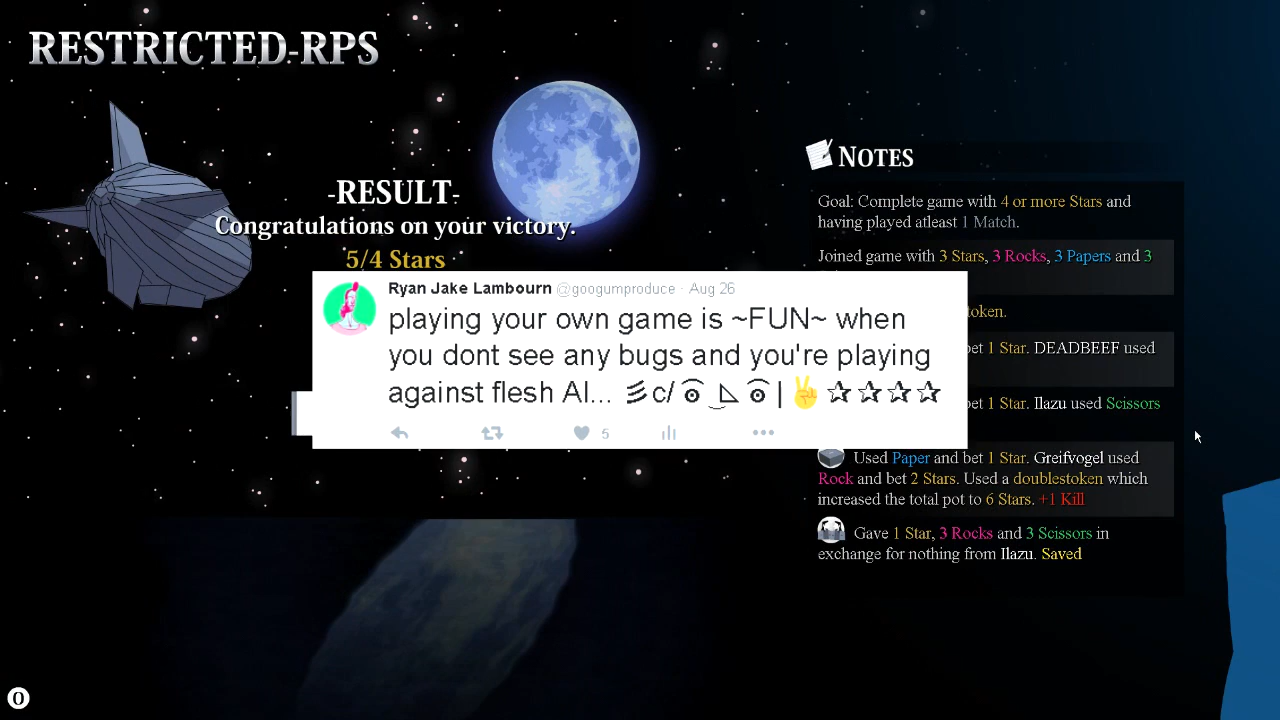 RESTRICTED-RPS
-RESULT-
Congratulations on your victory.
5/4 Stars
Ryan Jake Lambourn @googumproduce · Aug 26
playing your own game is ~FUN~ when
you dont see any bugs and you're playing
against flesh AI... 彡c/ ͡ʘ ͜ʖ ͡ʘ | ✌ ☆☆☆☆
5
NOTES
Goal: Complete game with 4 or more Stars and
having played atleast 1 Match.
Joined game with 3 Stars, 3 Rocks, 3 Papers and 3
token.
bet 1 Star. DEADBEEF used
bet 1 Star. Ilazu used Scissors
Used Paper and bet 1 Star. Greifvogel used
Rock and bet 2 Stars. Used a doublestoken which
increased the total pot to 6 Stars. +1 Kill
Gave 1 Star, 3 Rocks and 3 Scissors in
exchange for nothing from Ilazu. Saved
0